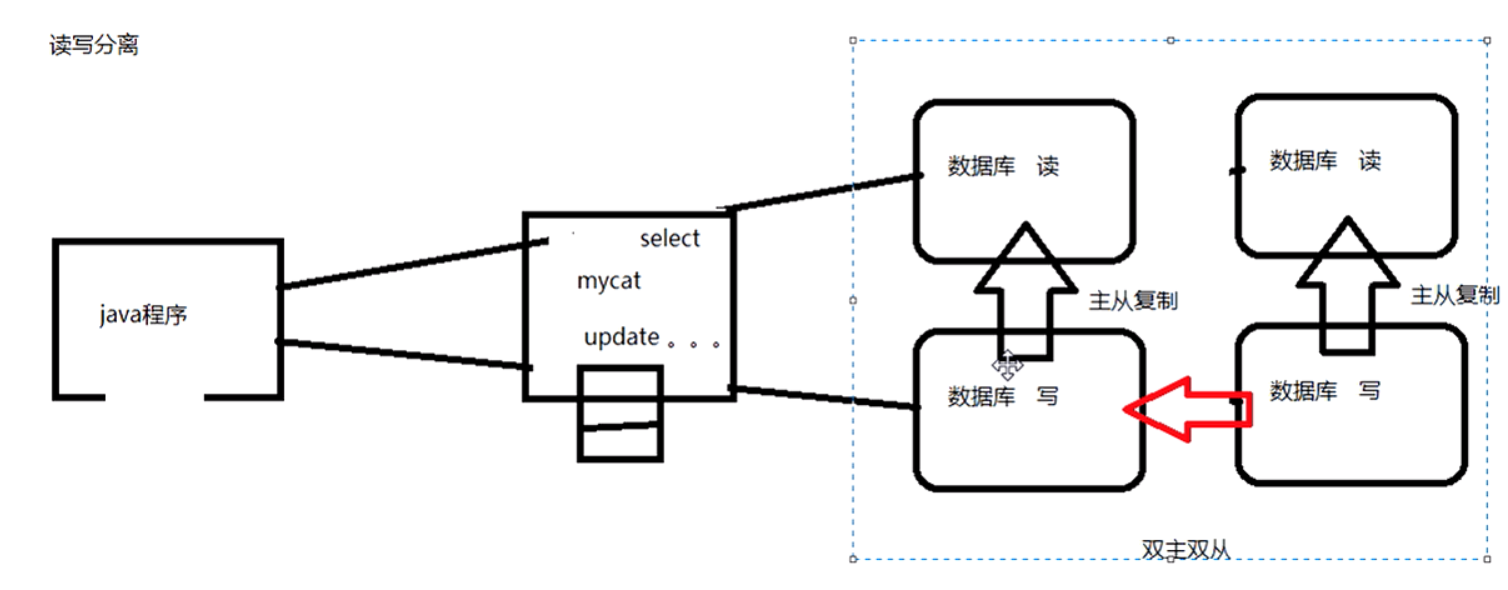 读写分离
java程序
select
mycat
update 。。。
数据库 读
主从复制
数据库 写
数据库 读
主从复制
数据库 写
双主双从